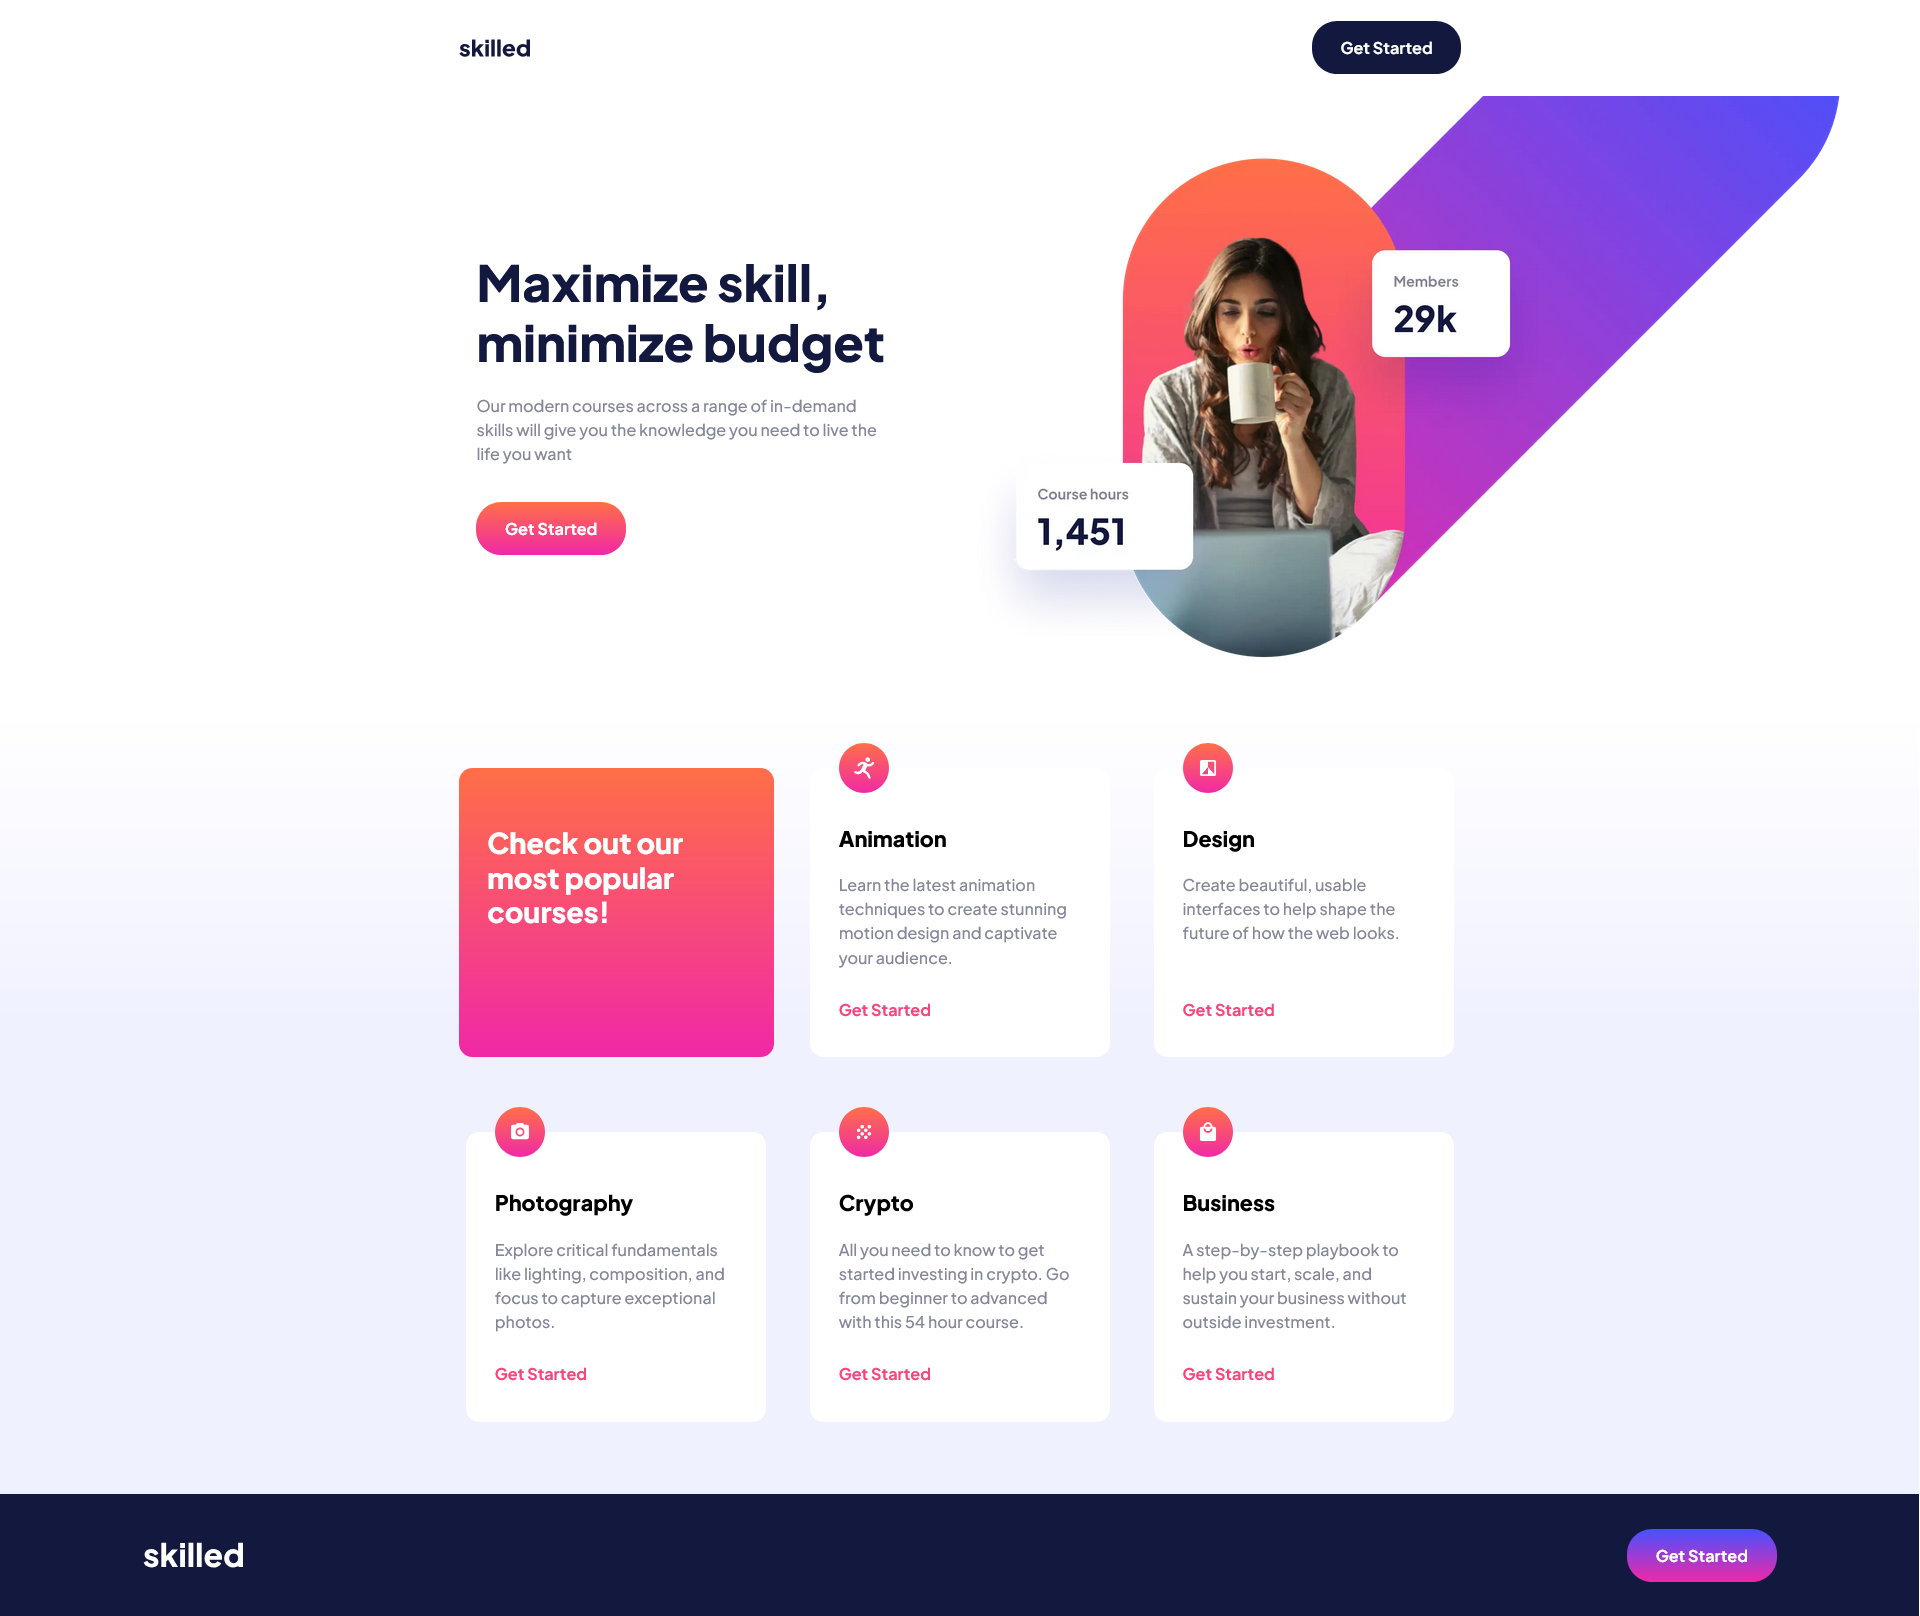 skilled
Get Started
Maximize skill,
minimize budget
Our modern courses across a range of in-demand
skills will give you the knowledge you need to live the
life you want
Get Started
Members
29k
Course hours
1,451
Check out our
most popular
courses!
Animation
Learn the latest animation
techniques to create stunning
motion design and captivate
your audience.
Get Started
Design
Create beautiful, usable
interfaces to help shape the
future of how the web looks.
Get Started
Photography
Explore critical fundamentals
like lighting, composition, and
focus to capture exceptional
photos.
Get Started
Crypto
All you need to know to get
started investing in crypto. Go
from beginner to advanced
with this 54 hour course.
Get Started
Business
A step-by-step playbook to
help you start, scale, and
sustain your business without
outside investment.
Get Started
skilled
Get Started